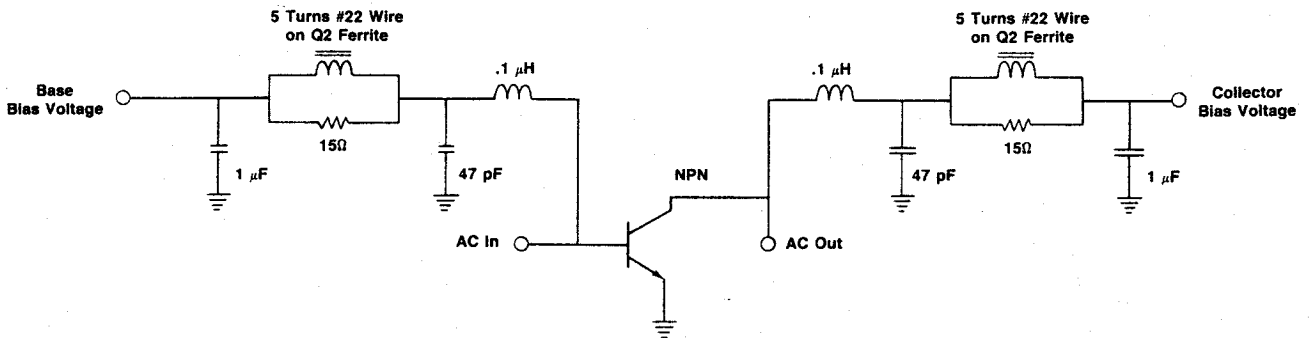 5 Turns #22 Wire
on Q2 Ferrite
5 Turns #22 Wire
on Q2 Ferrite
.1 μH
.1 μH
Base
Bias Voltage
Collector
Bias Voltage
15Ω
15Ω
1 μF
47 pF
NPN
47 pF
1 μF
AC In
AC Out